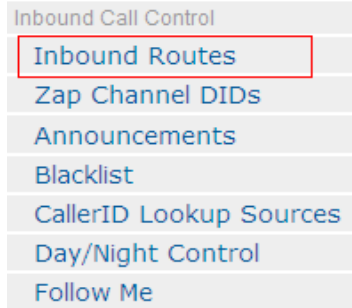 Inbound Call Control
Inbound Routes
Zap Channel DIDs
Announcements
Blacklist
CallerID Lookup Sources
Day/Night Control
Follow Me